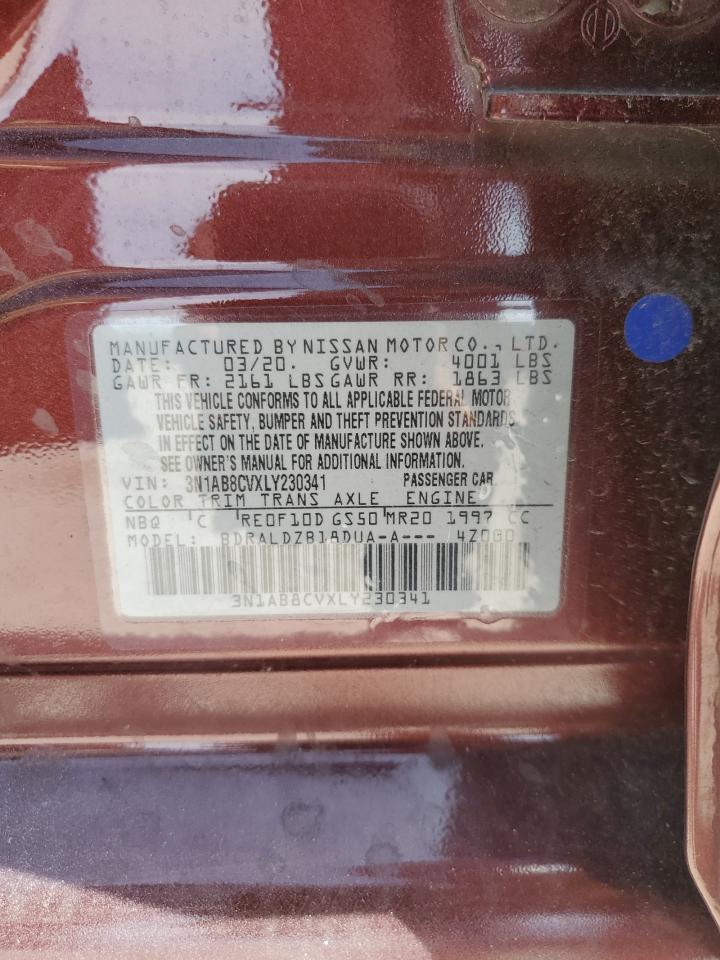 MANUFACTURED BY NISSAN MOTOR CO., LTD.
DATE: 03/20. GVWR: 4001 LBS
GAWR FR: 2161 LBS GAWR RR: 1863 LBS
THIS VEHICLE CONFORMS TO ALL APPLICABLE FEDERAL MOTOR
VEHICLE SAFETY, BUMPER AND THEFT PREVENTION STANDARDS
IN EFFECT ON THE DATE OF MANUFACTURE SHOWN ABOVE.
SEE OWNER'S MANUAL FOR ADDITIONAL INFORMATION.
VIN: 3N1AB8CVXLY230341 PASSENGER CAR
COLOR TRIM TRANS AXLE ENGINE
NBQ C RE0F10D GS50 MR20 1997 CC
MODEL: BDRALDZB18DUA-A---
3N1AB8CVXLY230341